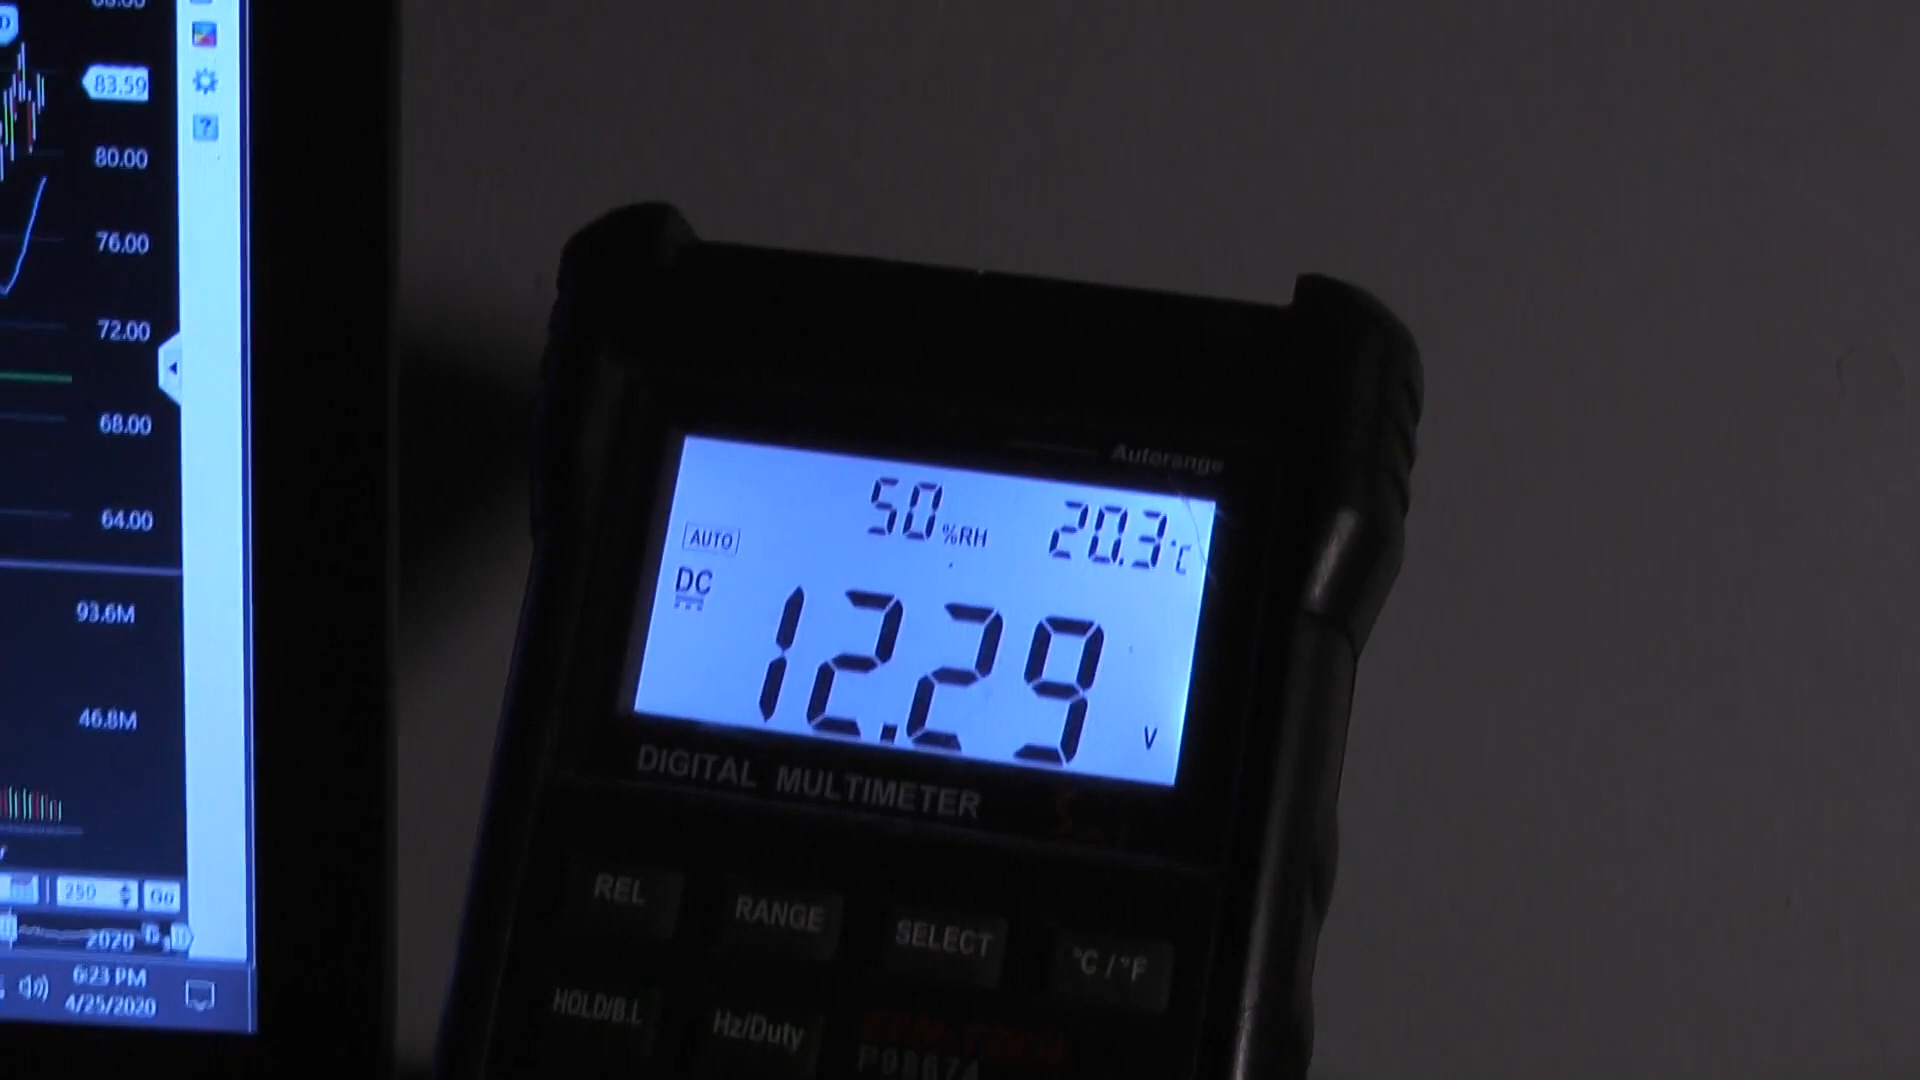 83.59
80.00
76.00
72.00
68.00
64.00
93.6M
46.8M
250 Go
2020
6:23 PM
4/25/2020
Autorange
50 %RH 20.3 °C
AUTO
DC
12.29 V
DIGITAL MULTIMETER
REL RANGE SELECT °C / °F
HOLD/B.L Hz/Duty